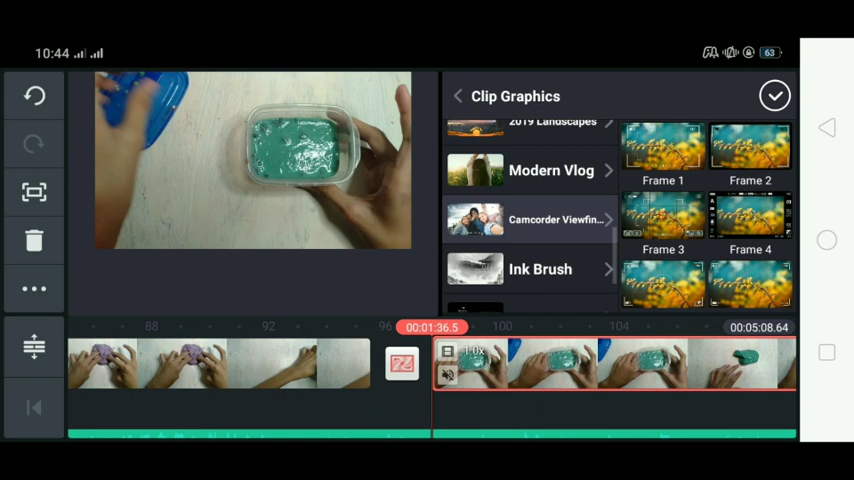 10:44
63
Clip Graphics
2019 Landscapes
Modern Vlog
Camcorder Viewfin...
Ink Brush
Frame 1
Frame 2
Frame 3
Frame 4
88
92
96
00:01:36.5
100
104
00:05:08.64
1.0x